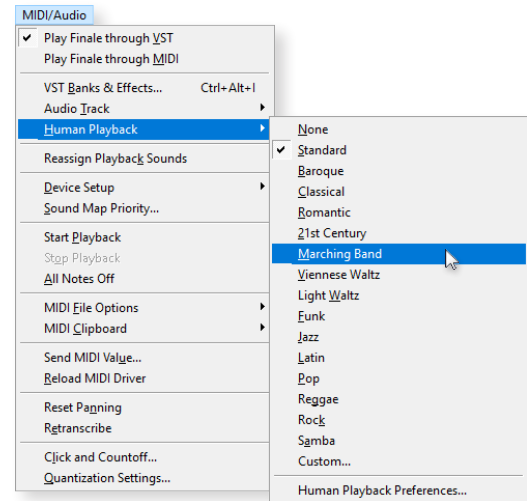 MIDI/Audio
Play Finale through VST
Play Finale through MIDI
VST Banks & Effects... Ctrl+Alt+I
Audio Track
Human Playback
Reassign Playback Sounds
Device Setup
Sound Map Priority...
Start Playback
Stop Playback
All Notes Off
MIDI File Options
MIDI Clipboard
Send MIDI Value...
Reload MIDI Driver
Reset Panning
Retranscribe
Click and Countoff...
Quantization Settings...
None
Standard
Baroque
Classical
Romantic
21st Century
Marching Band
Viennese Waltz
Light Waltz
Funk
Jazz
Latin
Pop
Reggae
Rock
Samba
Custom...
Human Playback Preferences...